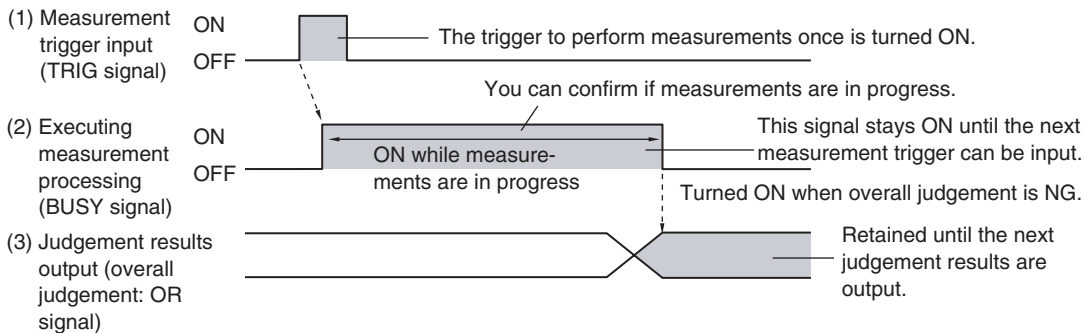 (1) Measurement
trigger input
(TRIG signal)
ON
OFF
The trigger to perform measurements once is turned ON.
You can confirm if measurements are in progress.
(2) Executing
measurement
processing
(BUSY signal)
ON
OFF
ON while measure-
ments are in progress
This signal stays ON until the next
measurement trigger can be input.
Turned ON when overall judgement is NG.
(3) Judgement results
output (overall
judgement: OR
signal)
Retained until the next
judgement results are
output.